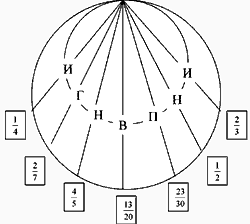 И Г Н В П Н И
1/4 2/7 4/5 13/20 23/30 1/2 2/3